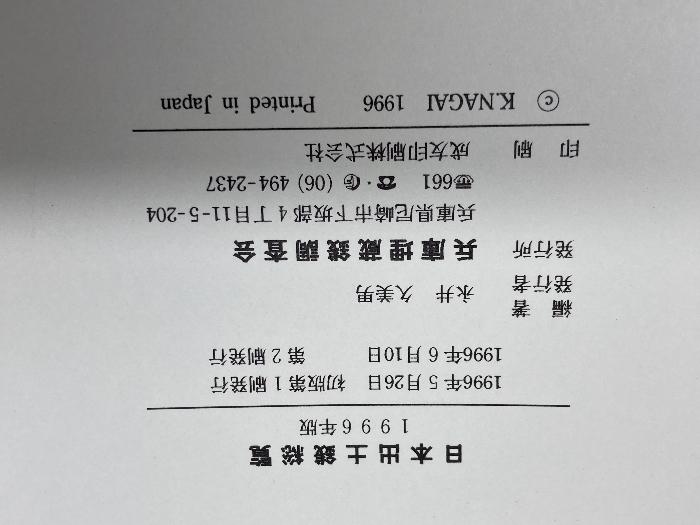 日本出土銭総覧
1996年版
1996年5月26日 初版第1刷発行
1996年6月10日 第2刷発行
編著
発行者 永井 久美男
発行所 兵庫埋蔵銭調査会
兵庫県尼崎市下坂部4丁目11-5-204
〠661 ☎・℻ (06) 494-2437
印刷 成友印刷株式会社
© K.NAGAI 1996 Printed in Japan